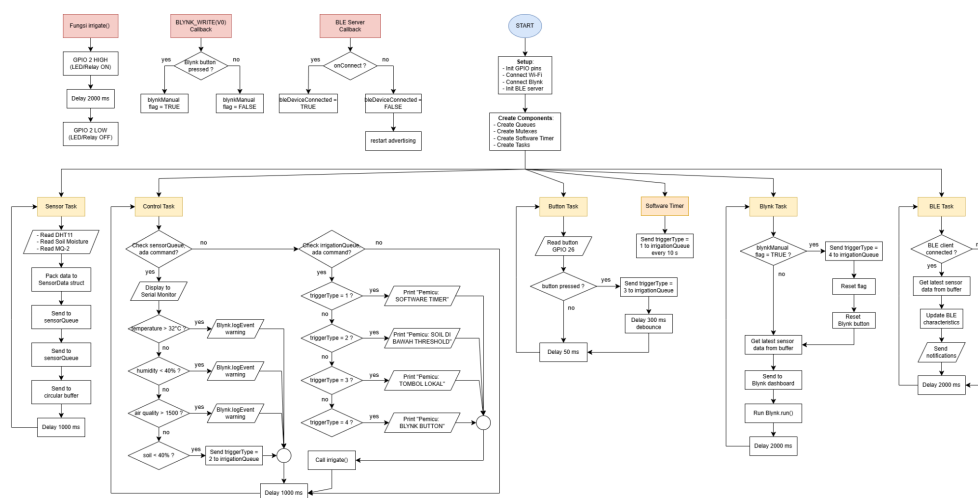 Fungsi irrigate()
GPIO 2 HIGH
(LED/Relay ON)
Delay 2000 ms
GPIO 2 LOW
(LED/Relay OFF)
BLYNK_WRITE(V0)
Callback
Blynk button
pressed ?
yes
no
blynkManual
flag = TRUE
blynkManual
flag = FALSE
BLE Server
Callback
onConnect ?
yes
no
bleDeviceConnected =
TRUE
bleDeviceConnected =
FALSE
restart advertising
START
Setup:
- Init GPIO pins
- Connect Wi-Fi
- Connect Blynk
- Init BLE server
Create Components:
- Create Queues
- Create Mutexes
- Create Software Timer
- Create Tasks
Sensor Task
- Read DHT11
- Read Soil Moisture
- Read MQ-2
Pack data to
SensorData struct
Send to
sensorQueue
Send to
sensorQueue
Send to
circular buffer
Delay 1000 ms
Control Task
Check sensorQueue,
ada command?
no
yes
Display to
Serial Monitor
temperature > 32°C ?
yes
Blynk.logEvent
warning
no
humidity < 40% ?
yes
Blynk.logEvent
warning
no
air quality > 1500 ?
yes
Blynk.logEvent
warning
no
soil < 40% ?
yes
Send triggerType =
2 to irrigationQueue
Check irrigationQueue,
ada command?
no
yes
triggerType = 1 ?
yes
Print "Pemicu:
SOFTWARE TIMER"
no
triggerType = 2 ?
yes
Print "Pemicu: SOIL DI
BAWAH THRESHOLD"
no
triggerType = 3 ?
yes
Print "Pemicu:
TOMBOL LOKAL"
no
triggerType = 4 ?
yes
Print "Pemicu:
BLYNK BUTTON"
Call irrigate()
Delay 1000 ms
Button Task
Read button
GPIO 26
button pressed ?
yes
no
Send triggerType =
3 to irrigationQueue
Delay 300 ms
debounce
Delay 50 ms
Software Timer
Send triggerType =
1 to irrigationQueue
every 10 s
Blynk Task
blynkManual
flag = TRUE ?
yes
no
Send triggerType =
4 to irrigationQueue
Reset flag
Reset
Blynk button
Get latest sensor
data from buffer
Send to
Blynk dashboard
Run Blynk.run()
Delay 2000 ms
BLE Task
BLE client
connected ?
yes
Get latest sensor
data from buffer
Update BLE
characteristics
Send
notifications
Delay 2000 ms